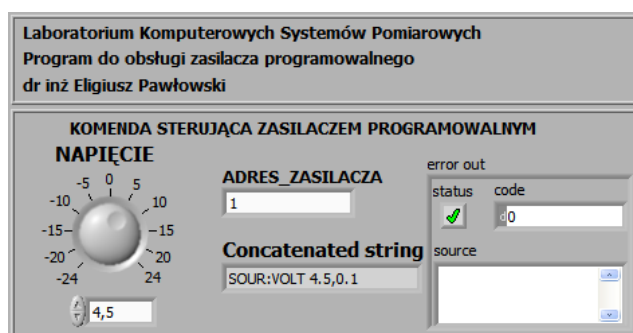 Laboratorium Komputerowych Systemów Pomiarowych
Program do obsługi zasilacza programowalnego
dr inż Eligiusz Pawłowski
KOMENDA STERUJĄCA ZASILACZEM PROGRAMOWALNYM
NAPIĘCIE
-24 -20 -15 -10 -5 0 5 10 15 20 24
4,5
ADRES_ZASILACZA
1
Concatenated string
SOUR:VOLT 4.5,0.1
error out
status code
d0
source